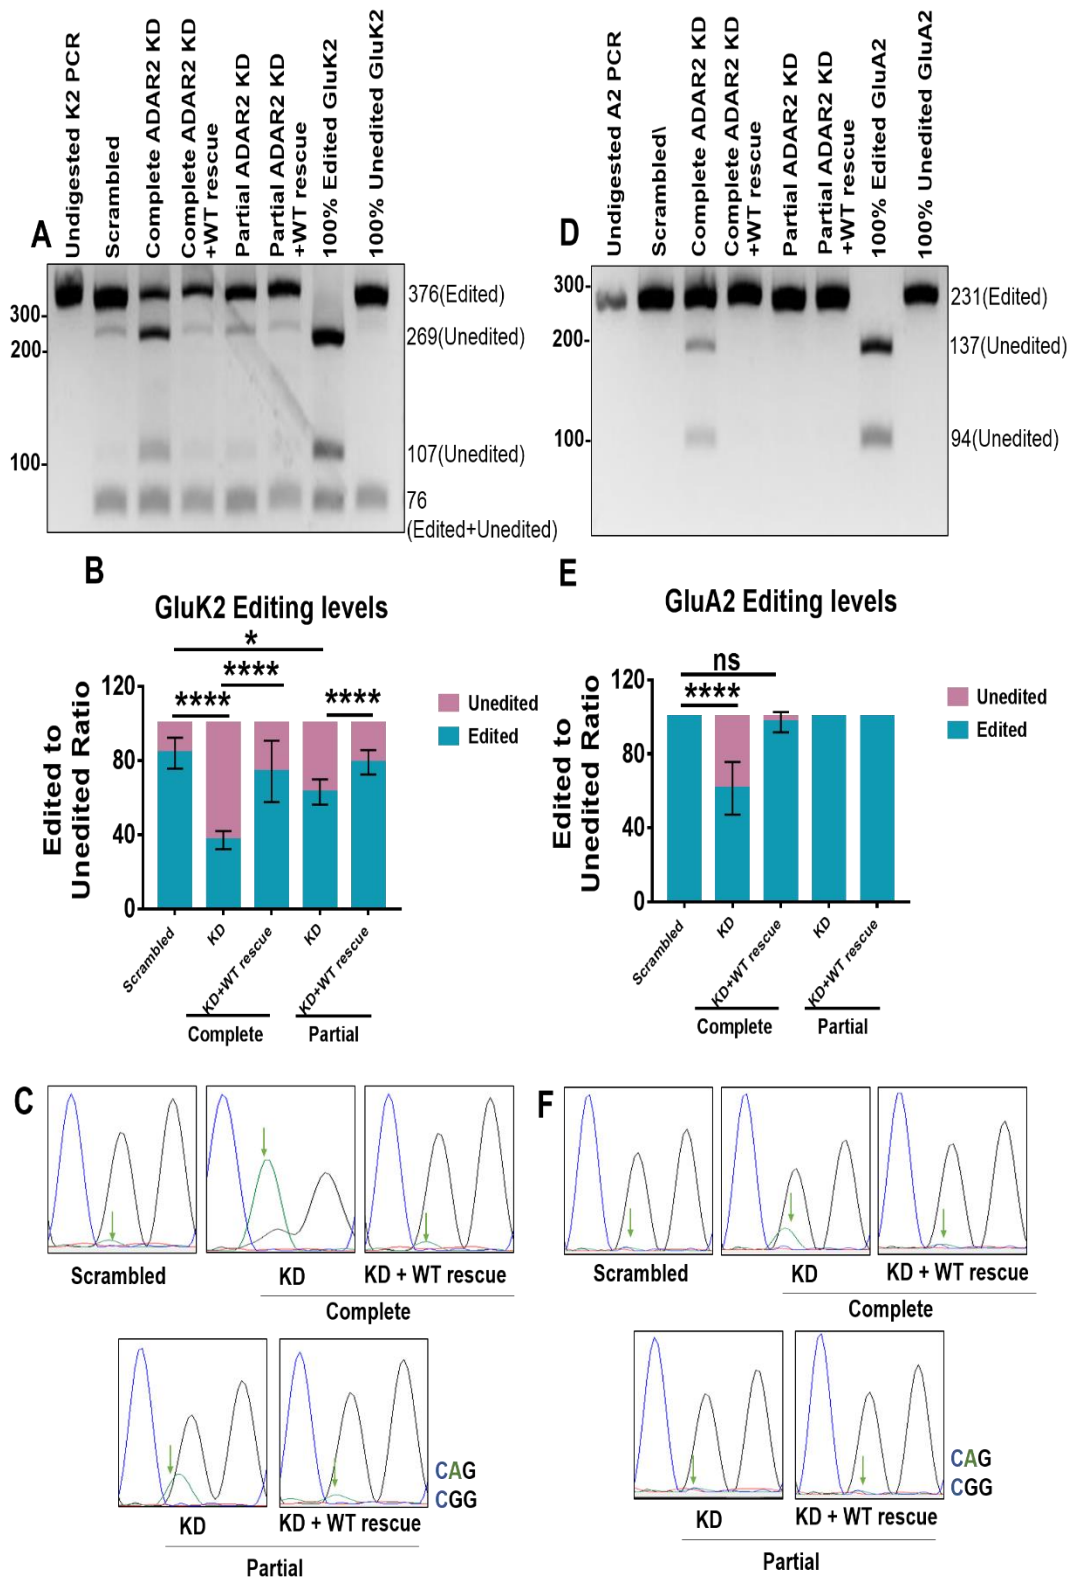 A
Undigested K2 PCR
Scrambled
Complete ADAR2 KD
Complete ADAR2 KD
+WT rescue
Partial ADAR2 KD
Partial ADAR2 KD
+WT rescue
100% Edited GluK2
100% Unedited GluK2
300
200
100
376(Edited)
269(Unedited)
107(Unedited)
76
(Edited+Unedited)
D
Undigested A2 PCR
Scrambled\
Complete ADAR2 KD
Complete ADAR2 KD
+WT rescue
Partial ADAR2 KD
Partial ADAR2 KD
+WT rescue
100% Edited GluA2
100% Unedited GluA2
300
200
100
231(Edited)
137(Unedited)
94(Unedited)
B
GluK2 Editing levels
*
****
****
****
Edited to
Unedited Ratio
120
80
40
0
Unedited
Edited
Scrambled
KD
KD+WT rescue
KD
KD+WT rescue
Complete
Partial
E
GluA2 Editing levels
ns
****
Edited to
Unedited Ratio
120
80
40
0
Unedited
Edited
Scrambled
KD
KD+WT rescue
KD
KD+WT rescue
Complete
Partial
C
Scrambled
KD
KD + WT rescue
Complete
KD
KD + WT rescue
CAG
CGG
Partial
F
Scrambled
KD
KD + WT rescue
Complete
KD
KD + WT rescue
CAG
CGG
Partial